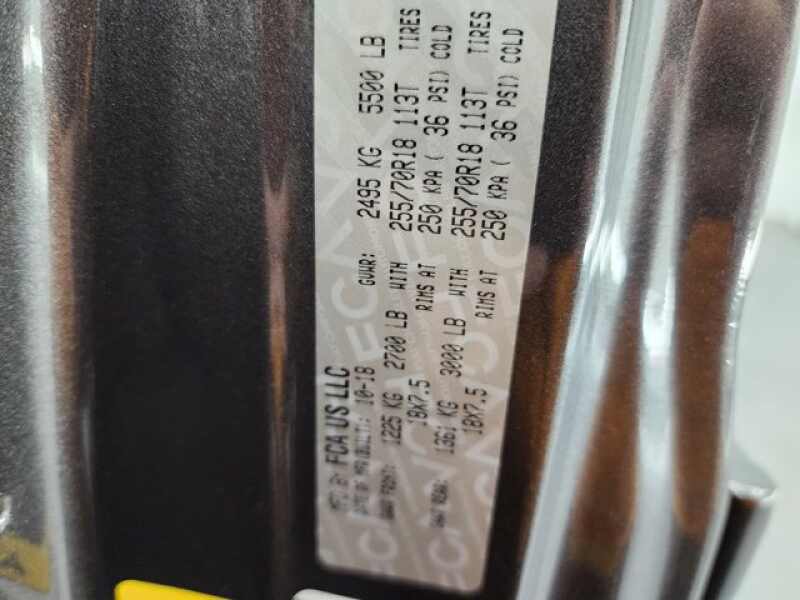 MFD BY: FCA US LLC
DATE OF MFR: 10-18 GVWR: 2495 KG 5500 LB
GAWR FRONT: 1225 KG 2700 LB WITH 255/70R18 113T TIRES
18X7.5 RIMS AT 250 KPA ( 36 PSI) COLD
GAWR REAR: 1361 KG 3000 LB WITH 255/70R18 113T TIRES
18X7.5 RIMS AT 250 KPA ( 36 PSI) COLD